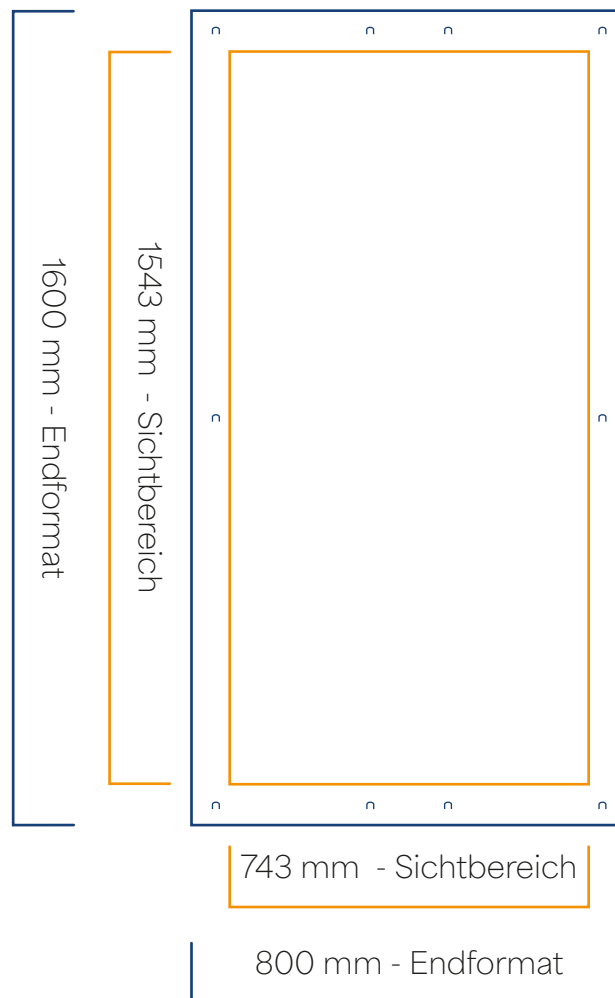 1600 mm - Endformat
1543 mm - Sichtbereich
743 mm - Sichtbereich
800 mm - Endformat